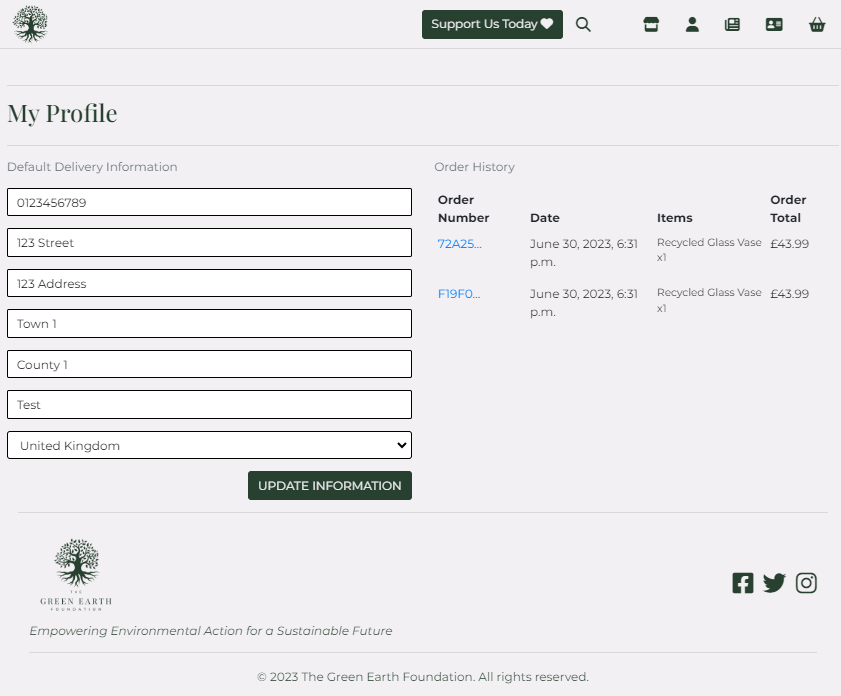 Support Us Today
My Profile
Default Delivery Information
0123456789
123 Street
123 Address
Town 1
County 1
Test
United Kingdom
UPDATE INFORMATION
Order History
Order Number Date Items Order Total
72A25... June 30, 2023, 6:31 p.m. Recycled Glass Vase x1 £43.99
F19F0... June 30, 2023, 6:31 p.m. Recycled Glass Vase x1 £43.99
THE
GREEN EARTH
FOUNDATION
Empowering Environmental Action for a Sustainable Future
© 2023 The Green Earth Foundation. All rights reserved.